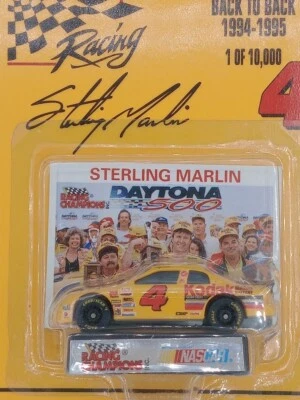 BACK TO BACK
1994-1995
Racing
1 OF 10,000
4
Sterling Marlin
STERLING MARLIN
RACING CHAMPIONS
DAYTONA
500
4
Kodak
RACING
CHAMPIONS
NASCAR